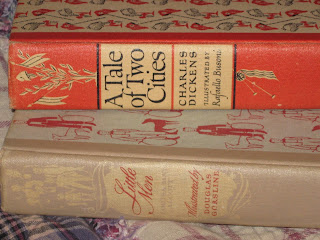 A Tale
of Two
Cities
CHARLES
DICKENS
ILLUSTRATED BY
Rafaello Busoni
Little
Men
Illustrated by
DOUGLAS
GORSLINE